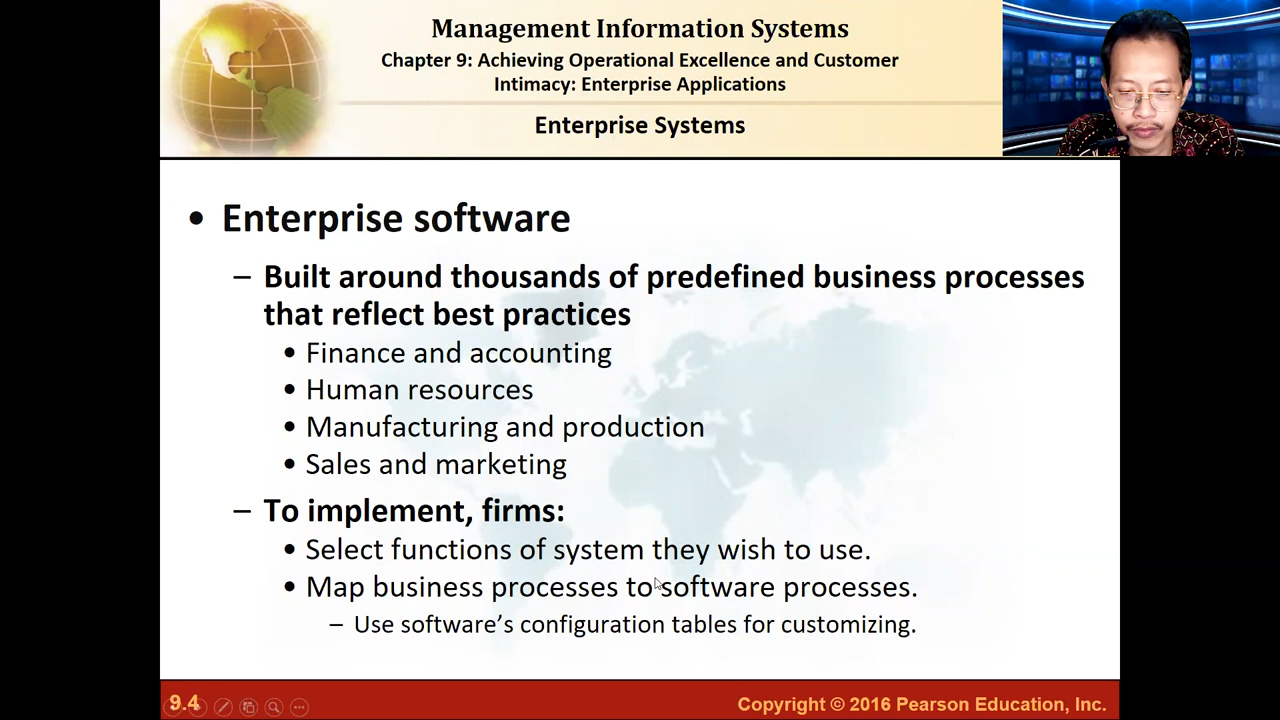 Management Information Systems
Chapter 9: Achieving Operational Excellence and Customer
Intimacy: Enterprise Applications
Enterprise Systems
• Enterprise software
– Built around thousands of predefined business processes
that reflect best practices
• Finance and accounting
• Human resources
• Manufacturing and production
• Sales and marketing
– To implement, firms:
• Select functions of system they wish to use.
• Map business processes to software processes.
– Use software’s configuration tables for customizing.
9.4
Copyright © 2016 Pearson Education, Inc.